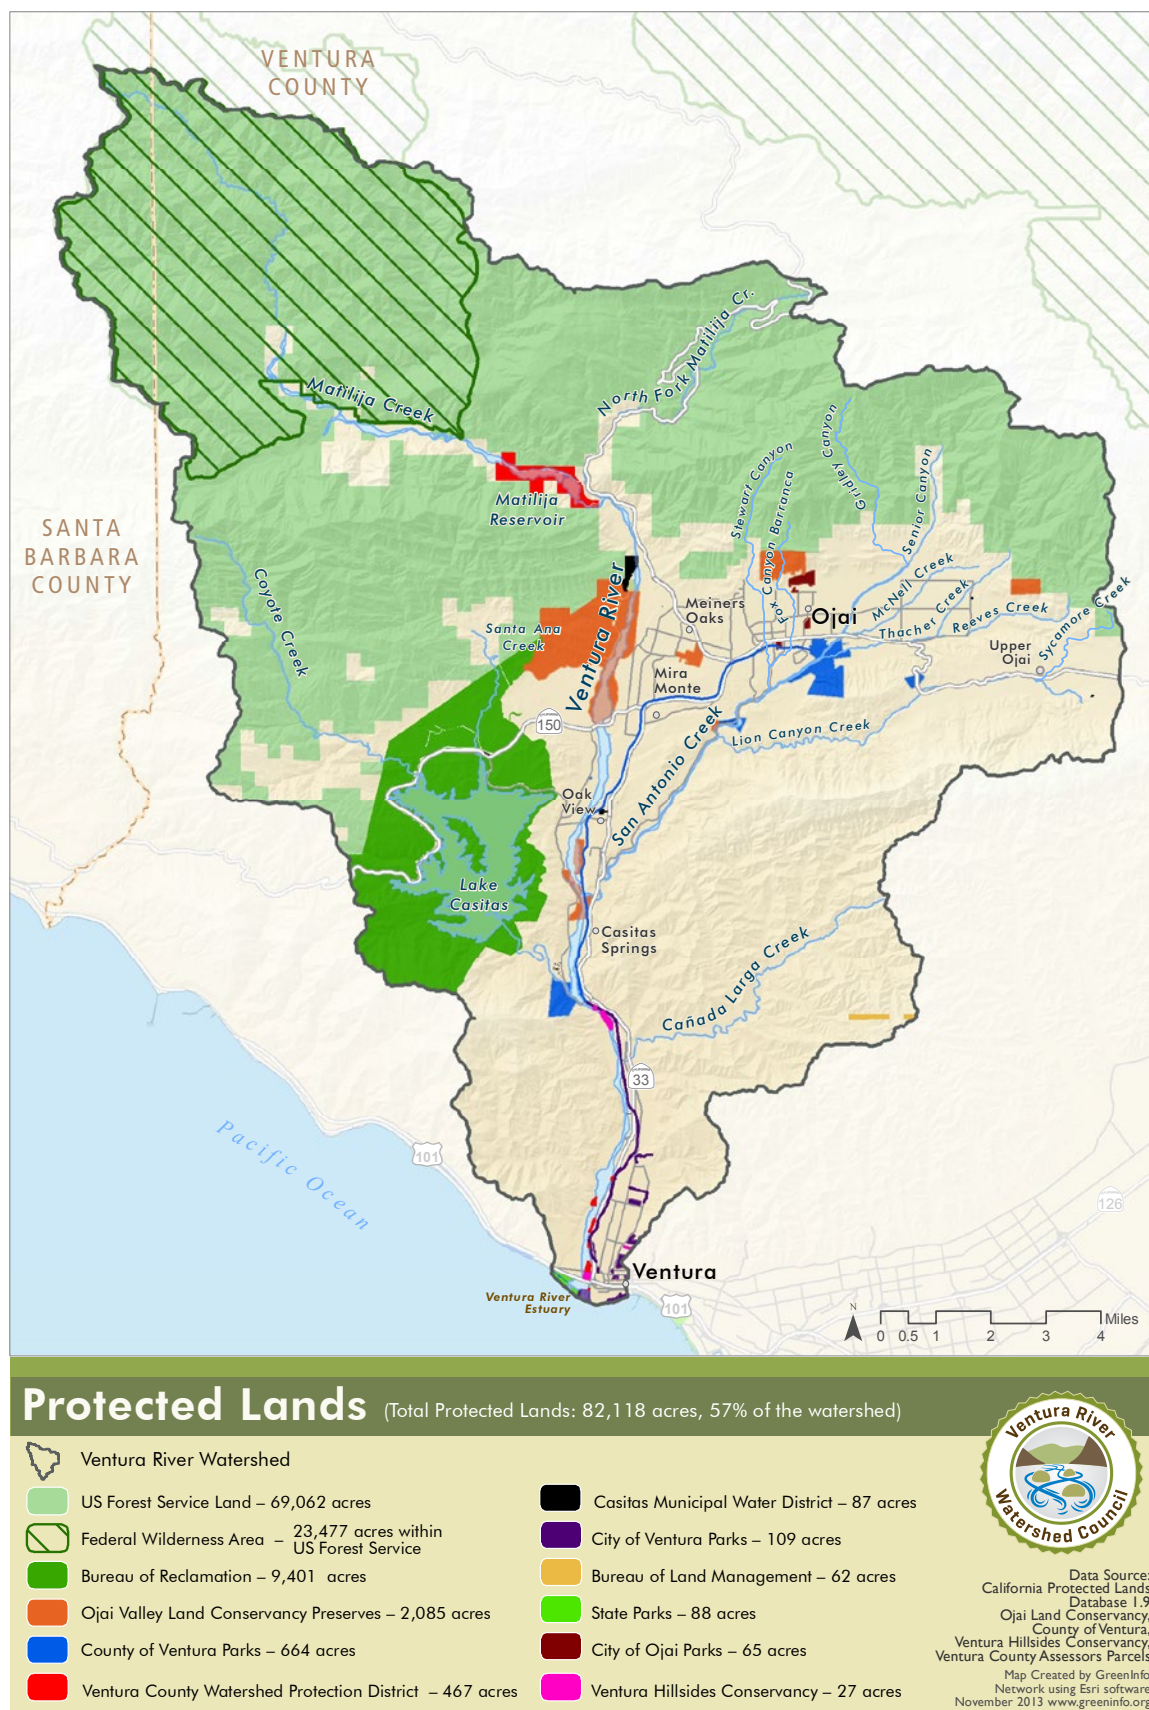 VENTURA
COUNTY
North Fork Matilija Cr.
Matilija Creek
Gridley Canyon
Stewart Canyon
Senior Canyon
Fox Canyon Barranca
Matilija
Reservoir
SANTA
BARBARA
COUNTY
Coyote Creek
McNell Creek
Thacher Creek
Reeves Creek
Sycamore Creek
Meiners
Oaks
Ojai
Santa Ana
Creek
Ventura River
Upper
Ojai
Mira
Monte
CALIFORNIA
150
Lion Canyon Creek
San Antonio Creek
Oak
View
Lake
Casitas
Casitas
Springs
Cañada Larga Creek
CALIFORNIA
33
Pacific Ocean
101
126
Ventura
Ventura River
Estuary
101
N
Miles
0 0.5 1 2 3 4
Protected Lands (Total Protected Lands: 82,118 acres, 57% of the watershed)
Ventura River Watershed
US Forest Service Land – 69,062 acres
Federal Wilderness Area – 23,477 acres within
US Forest Service
Bureau of Reclamation – 9,401 acres
Ojai Valley Land Conservancy Preserves – 2,085 acres
County of Ventura Parks – 664 acres
Ventura County Watershed Protection District – 467 acres
Casitas Municipal Water District – 87 acres
City of Ventura Parks – 109 acres
Bureau of Land Management – 62 acres
State Parks – 88 acres
City of Ojai Parks – 65 acres
Ventura Hillsides Conservancy – 27 acres
Ventura River
Watershed Council
Data Source:
California Protected Lands
Database 1.9
Ojai Land Conservancy,
County of Ventura,
Ventura Hillsides Conservancy,
Ventura County Assessors Parcels
Map Created by GreenInfo
Network using Esri software
November 2013 www.greeninfo.org